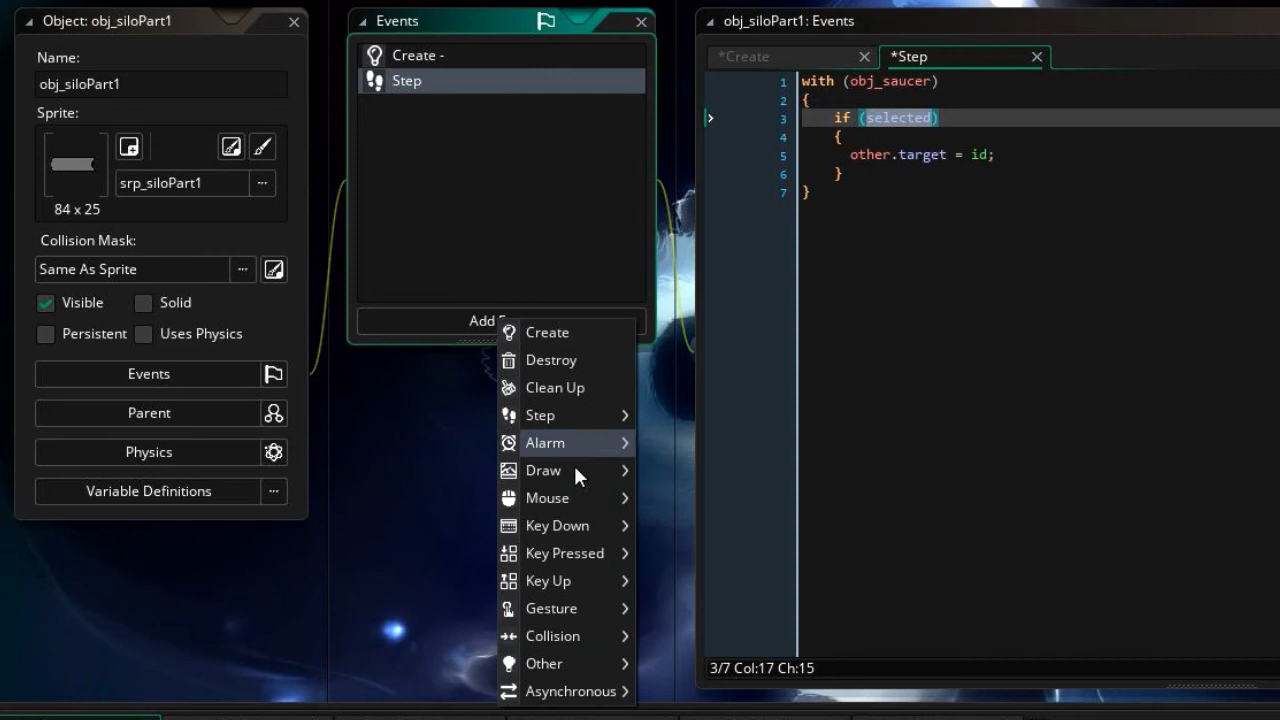 Object: obj_siloPart1
Name:
obj_siloPart1
Sprite:
srp_siloPart1
84 x 25
Collision Mask:
Same As Sprite
Visible
Solid
Persistent
Uses Physics
Events
Parent
Physics
Variable Definitions
Events
Create -
Step
Add
Create
Destroy
Clean Up
Step
Alarm
Draw
Mouse
Key Down
Key Pressed
Key Up
Gesture
Collision
Other
Asynchronous
obj_siloPart1: Events
*Create
*Step
1 with (obj_saucer)
2 {
3 if (selected)
4 {
5 other.target = id;
6 }
7 }
3/7 Col:17 Ch:15